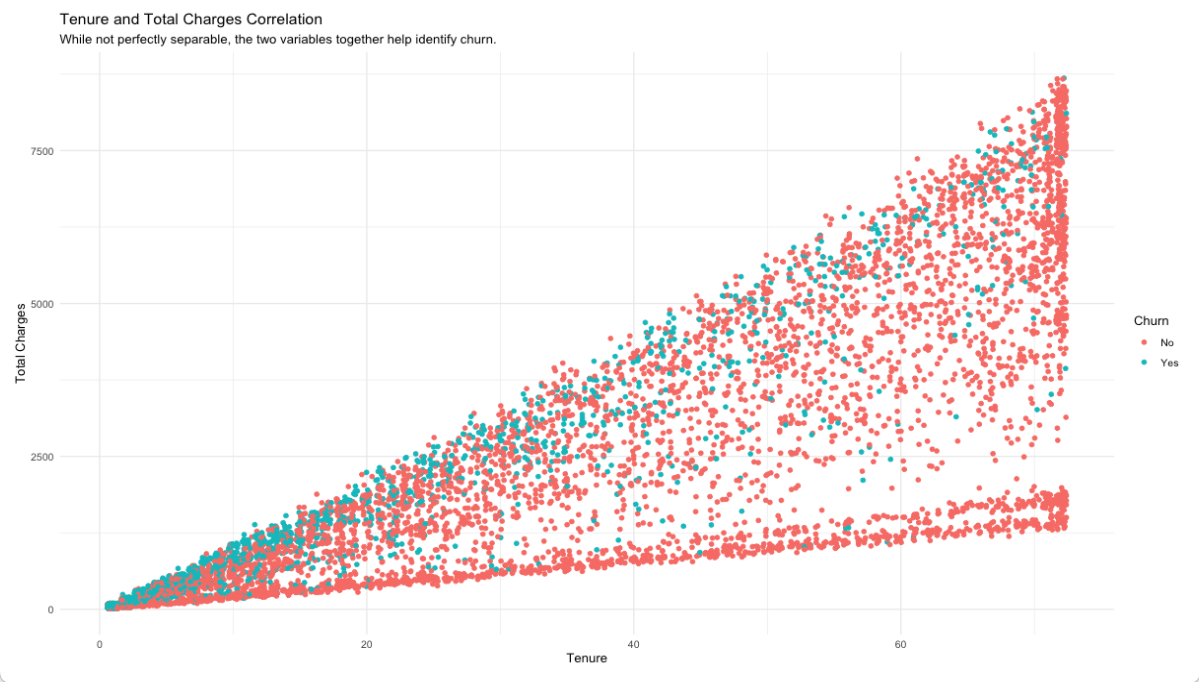 Tenure and Total Charges Correlation
While not perfectly separable, the two variables together help identify churn.
Total Charges
7500
5000
2500
0
0 20 40 60
Tenure
Churn
No
Yes